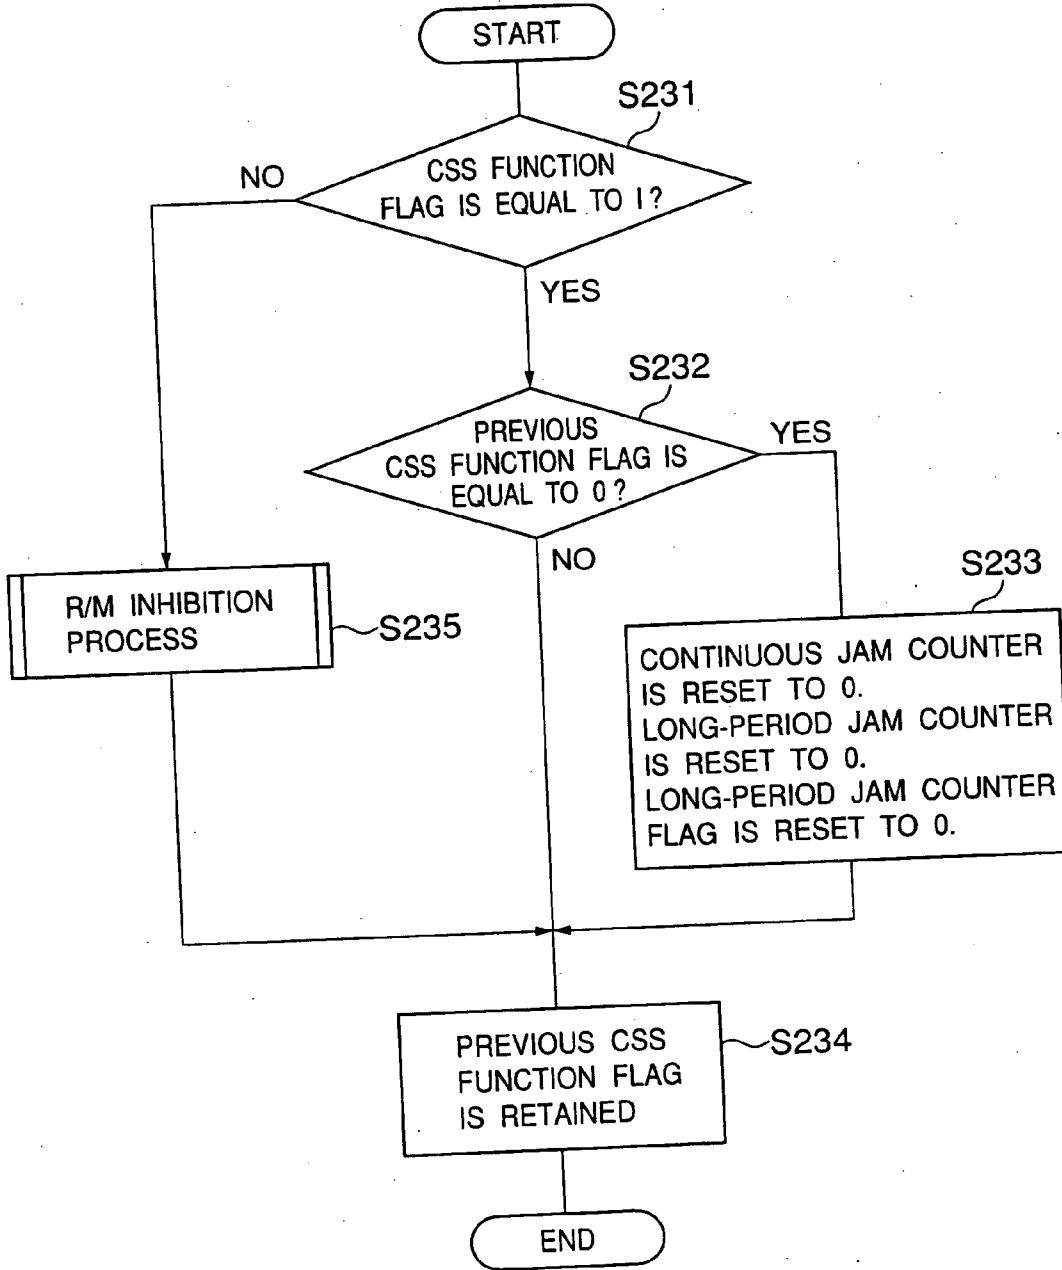 START
S231
CSS FUNCTION
FLAG IS EQUAL TO 1?
NO
YES
S232
PREVIOUS
CSS FUNCTION FLAG IS
EQUAL TO 0?
YES
NO
S233
R/M INHIBITION
PROCESS
S235
CONTINUOUS JAM COUNTER
IS RESET TO 0.
LONG-PERIOD JAM COUNTER
IS RESET TO 0.
LONG-PERIOD JAM COUNTER
FLAG IS RESET TO 0.
PREVIOUS CSS
FUNCTION FLAG
IS RETAINED
S234
END